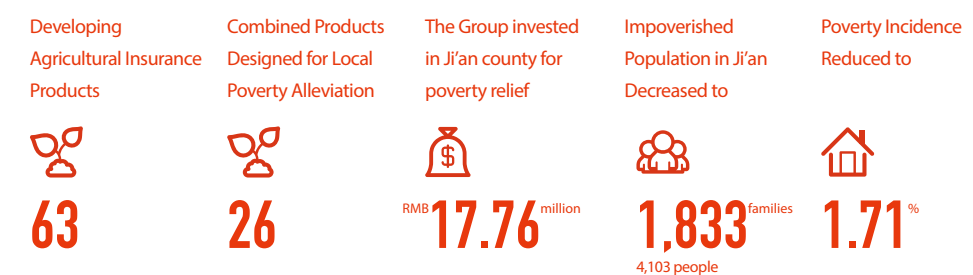 Developing
Agricultural Insurance
Products
63
Combined Products
Designed for Local
Poverty Alleviation
26
The Group invested
in Ji’an county for
poverty relief
$
RMB 17.76 million
Impoverished
Population in Ji’an
Decreased to
1,833 families
4,103 people
Poverty Incidence
Reduced to
1.71 %